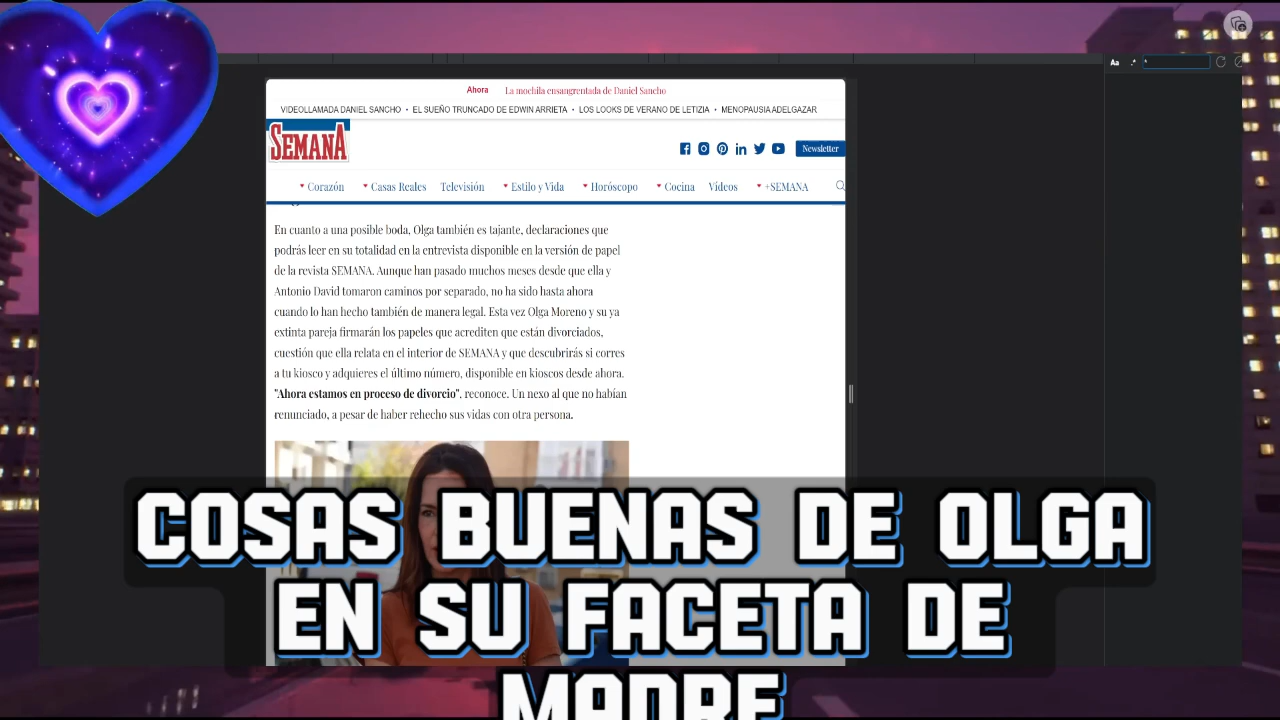 Aa
Ahora La mochila ensangrentada de Daniel Sancho
VIDEOLLAMADA DANIEL SANCHO • EL SUEÑO TRUNCADO DE EDWIN ARRIETA • LOS LOOKS DE VERANO DE LETIZIA • MENOPAUSIA ADELGAZAR
SEMANA
Newsletter
Corazón Casas Reales Televisión Estilo y Vida Horóscopo Cocina Vídeos +SEMANA
En cuanto a una posible boda, Olga también es tajante, declaraciones que
podrás leer en su totalidad en la entrevista disponible en la versión de papel
de la revista SEMANA. Aunque han pasado muchos meses desde que ella y
Antonio David tomaron caminos por separado, no ha sido hasta ahora
cuando lo han hecho también de manera legal. Esta vez Olga Moreno y su ya
extinta pareja firmarán los papeles que acrediten que están divorciados,
cuestión que ella relata en el interior de SEMANA y que descubrirás si corres
a tu kiosco y adquieres el último número, disponible en kioscos desde ahora.
"Ahora estamos en proceso de divorcio", reconoce. Un nexo al que no habían
renunciado, a pesar de haber rehecho sus vidas con otra persona.
COSAS BUENAS DE OLGA
EN SU FACETA DE
MADRE